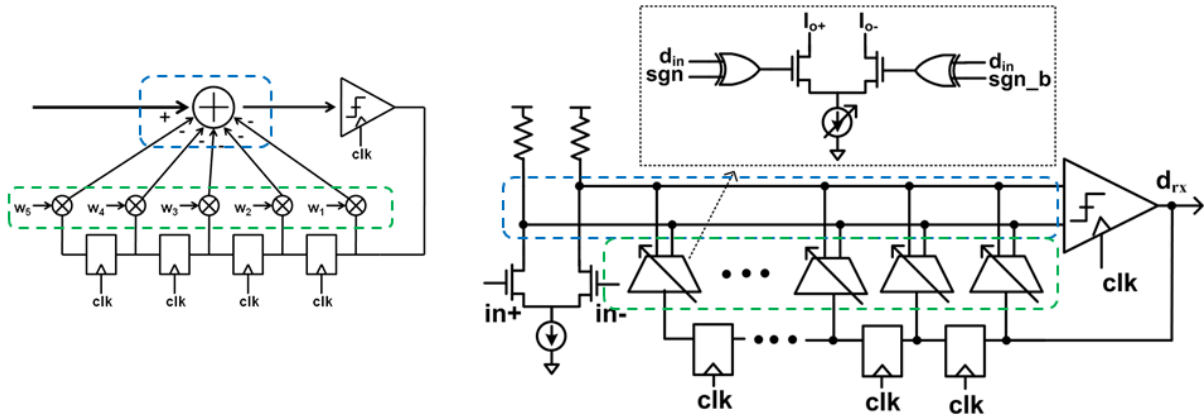 +
-
-
-
-
-
clk
w5
w4
w3
w2
w1
clk
clk
clk
clk
Io+
Io-
din
sgn
din
sgn_b
drx
clk
in+
in-
clk
clk
clk